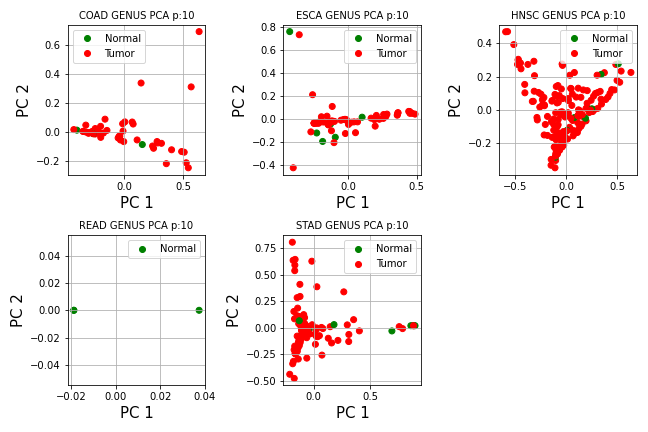 COAD GENUS PCA p:10
Normal
Tumor
PC 2
0.6
0.4
0.2
0.0
−0.2
0.0
0.5
PC 1
ESCA GENUS PCA p:10
Normal
Tumor
PC 2
0.8
0.6
0.4
0.2
0.0
−0.2
−0.4
0.0
0.5
PC 1
HNSC GENUS PCA p:10
Normal
Tumor
PC 2
0.4
0.2
0.0
−0.2
−0.5
0.0
0.5
PC 1
READ GENUS PCA p:10
Normal
PC 2
0.04
0.02
0.00
−0.02
−0.04
−0.02
0.00
0.02
0.04
PC 1
STAD GENUS PCA p:10
Normal
Tumor
PC 2
0.75
0.50
0.25
0.00
−0.25
−0.50
0.0
0.5
PC 1